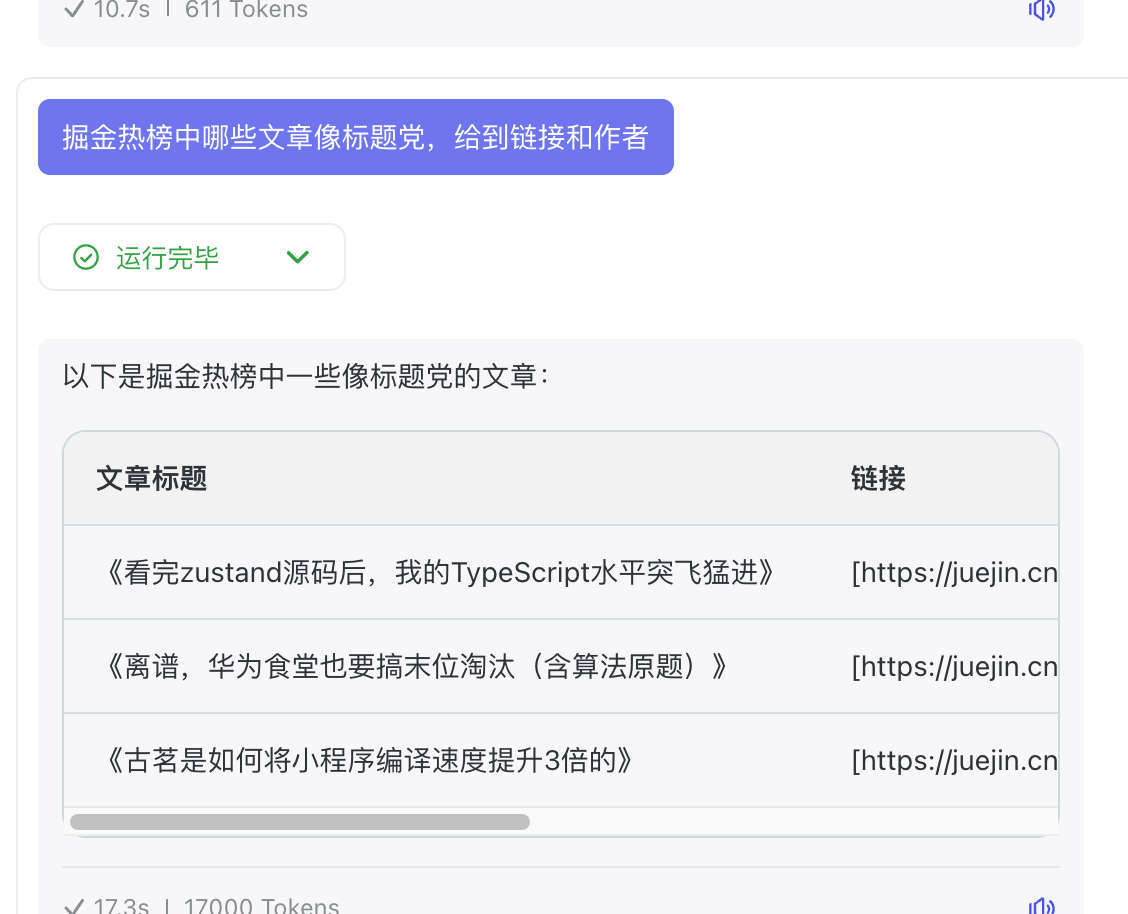 10.7s | 611 Tokens
掘金热榜中哪些文章像标题党，给到链接和作者
运行完毕
以下是掘金热榜中一些像标题党的文章：
文章标题 链接
《看完zustand源码后，我的TypeScript水平突飞猛进》 [https://juejin.cn
《离谱，华为食堂也要搞末位淘汰（含算法原题）》 [https://juejin.cn
《古茗是如何将小程序编译速度提升3倍的》 [https://juejin.cn
17.3s | 17000 Tokens